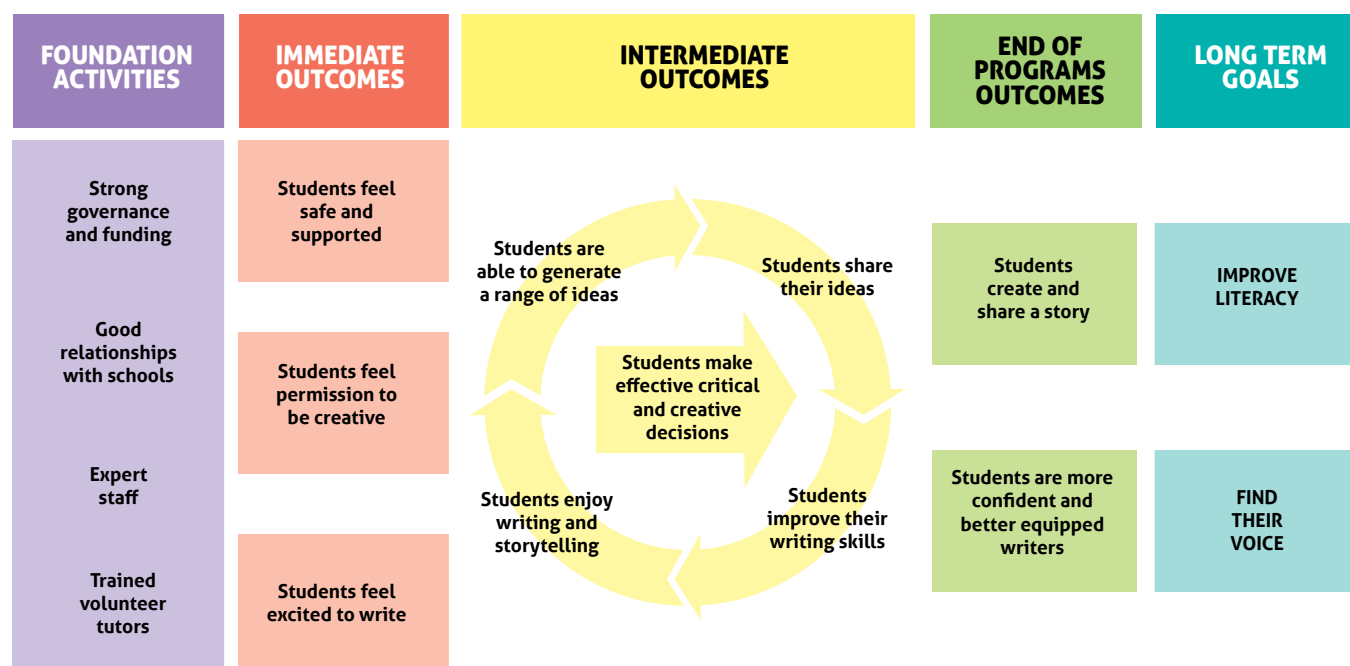 FOUNDATION
ACTIVITIES
IMMEDIATE
OUTCOMES
INTERMEDIATE
OUTCOMES
END OF
PROGRAMS
OUTCOMES
LONG TERM
GOALS
Strong
governance
and funding
Good
relationships
with schools
Expert
staff
Trained
volunteer
tutors
Students feel
safe and
supported
Students feel
permission to
be creative
Students feel
excited to write
Students are
able to generate
a range of ideas
Students share
their ideas
Students make
effective critical
and creative
decisions
Students enjoy
writing and
storytelling
Students
improve their
writing skills
Students
create and
share a story
Students are more
confident and
better equipped
writers
IMPROVE
LITERACY
FIND
THEIR
VOICE